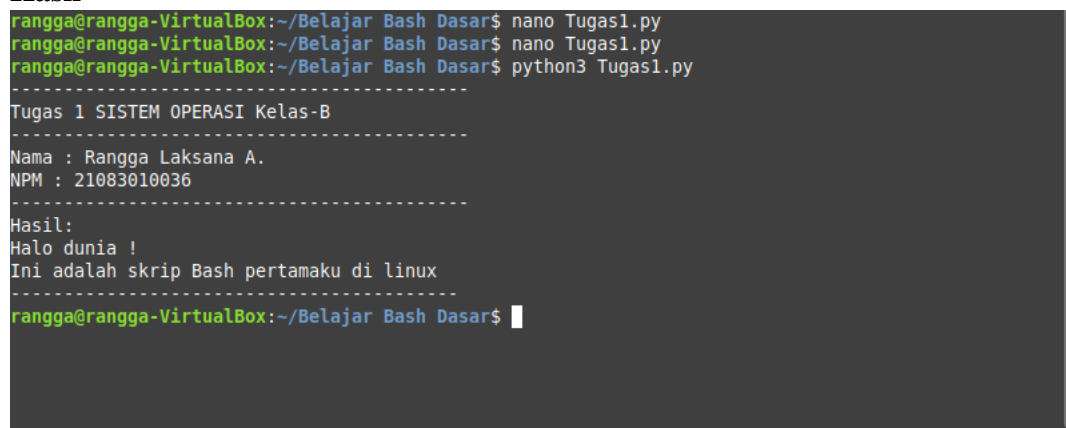 rangga@rangga-VirtualBox:~/Belajar Bash Dasar$ nano Tugas1.py
rangga@rangga-VirtualBox:~/Belajar Bash Dasar$ nano Tugas1.py
rangga@rangga-VirtualBox:~/Belajar Bash Dasar$ python3 Tugas1.py
-------------------------------------------
Tugas 1 SISTEM OPERASI Kelas-B
-------------------------------------------
Nama : Rangga Laksana A.
NPM : 21083010036
-------------------------------------------
Hasil:
Halo dunia !
Ini adalah skrip Bash pertamaku di linux
------------------------------------------
rangga@rangga-VirtualBox:~/Belajar Bash Dasar$